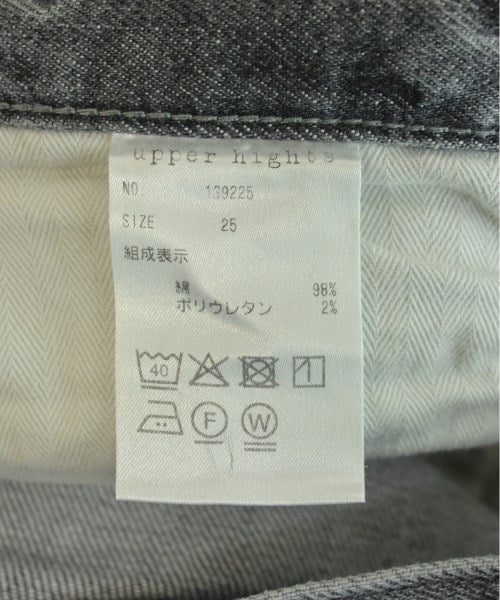 upper hights
NO. 139225
SIZE 25
組成表示
綿 98%
ポリウレタン 2%
40
F W